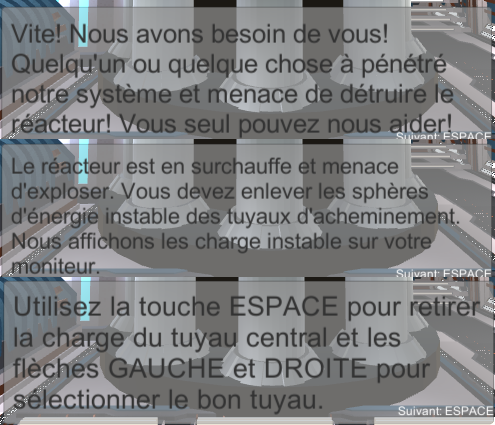 Vite! Nous avons besoin de vous!
Quelqu'un ou quelque chose à pénétré
notre système et menace de détruire le
réacteur! Vous seul pouvez nous aider!
Suivant: ESPACE
Le réacteur est en surchauffe et menace
d'exploser. Vous devez enlever les sphères
d'énergie instable des tuyaux d'acheminement.
Nous affichons les charge instable sur votre
moniteur.
Suivant: ESPACE
Utilisez la touche ESPACE pour retirer
la charge du tuyau central et les
flèches GAUCHE et DROITE pour
sélectionner le bon tuyau.
Suivant: ESPACE